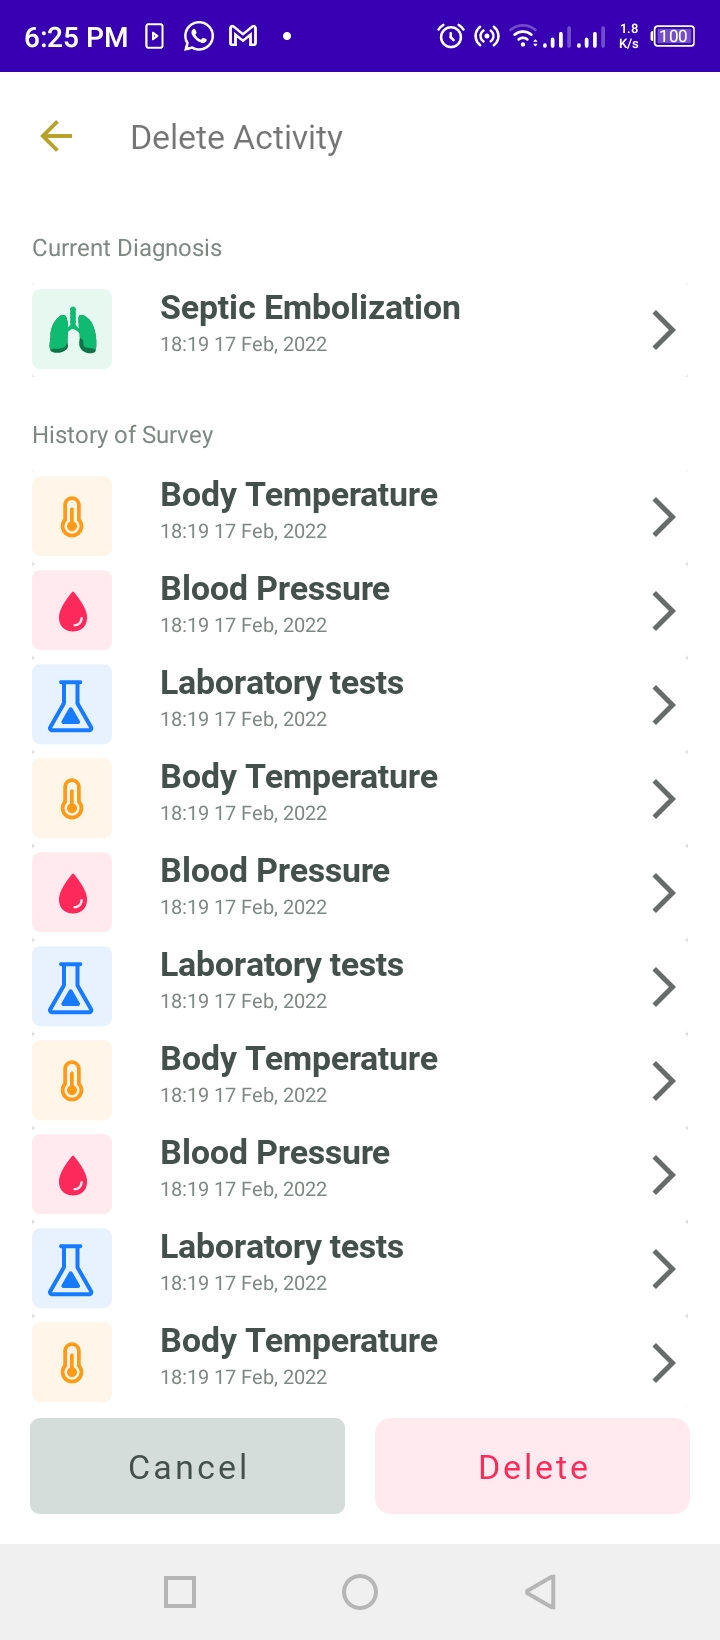 6:25 PM
1.8
K/s
100
Delete Activity
Current Diagnosis
Septic Embolization
18:19 17 Feb, 2022
History of Survey
Body Temperature
18:19 17 Feb, 2022
Blood Pressure
18:19 17 Feb, 2022
Laboratory tests
18:19 17 Feb, 2022
Body Temperature
18:19 17 Feb, 2022
Blood Pressure
18:19 17 Feb, 2022
Laboratory tests
18:19 17 Feb, 2022
Body Temperature
18:19 17 Feb, 2022
Blood Pressure
18:19 17 Feb, 2022
Laboratory tests
18:19 17 Feb, 2022
Body Temperature
18:19 17 Feb, 2022
Cancel
Delete